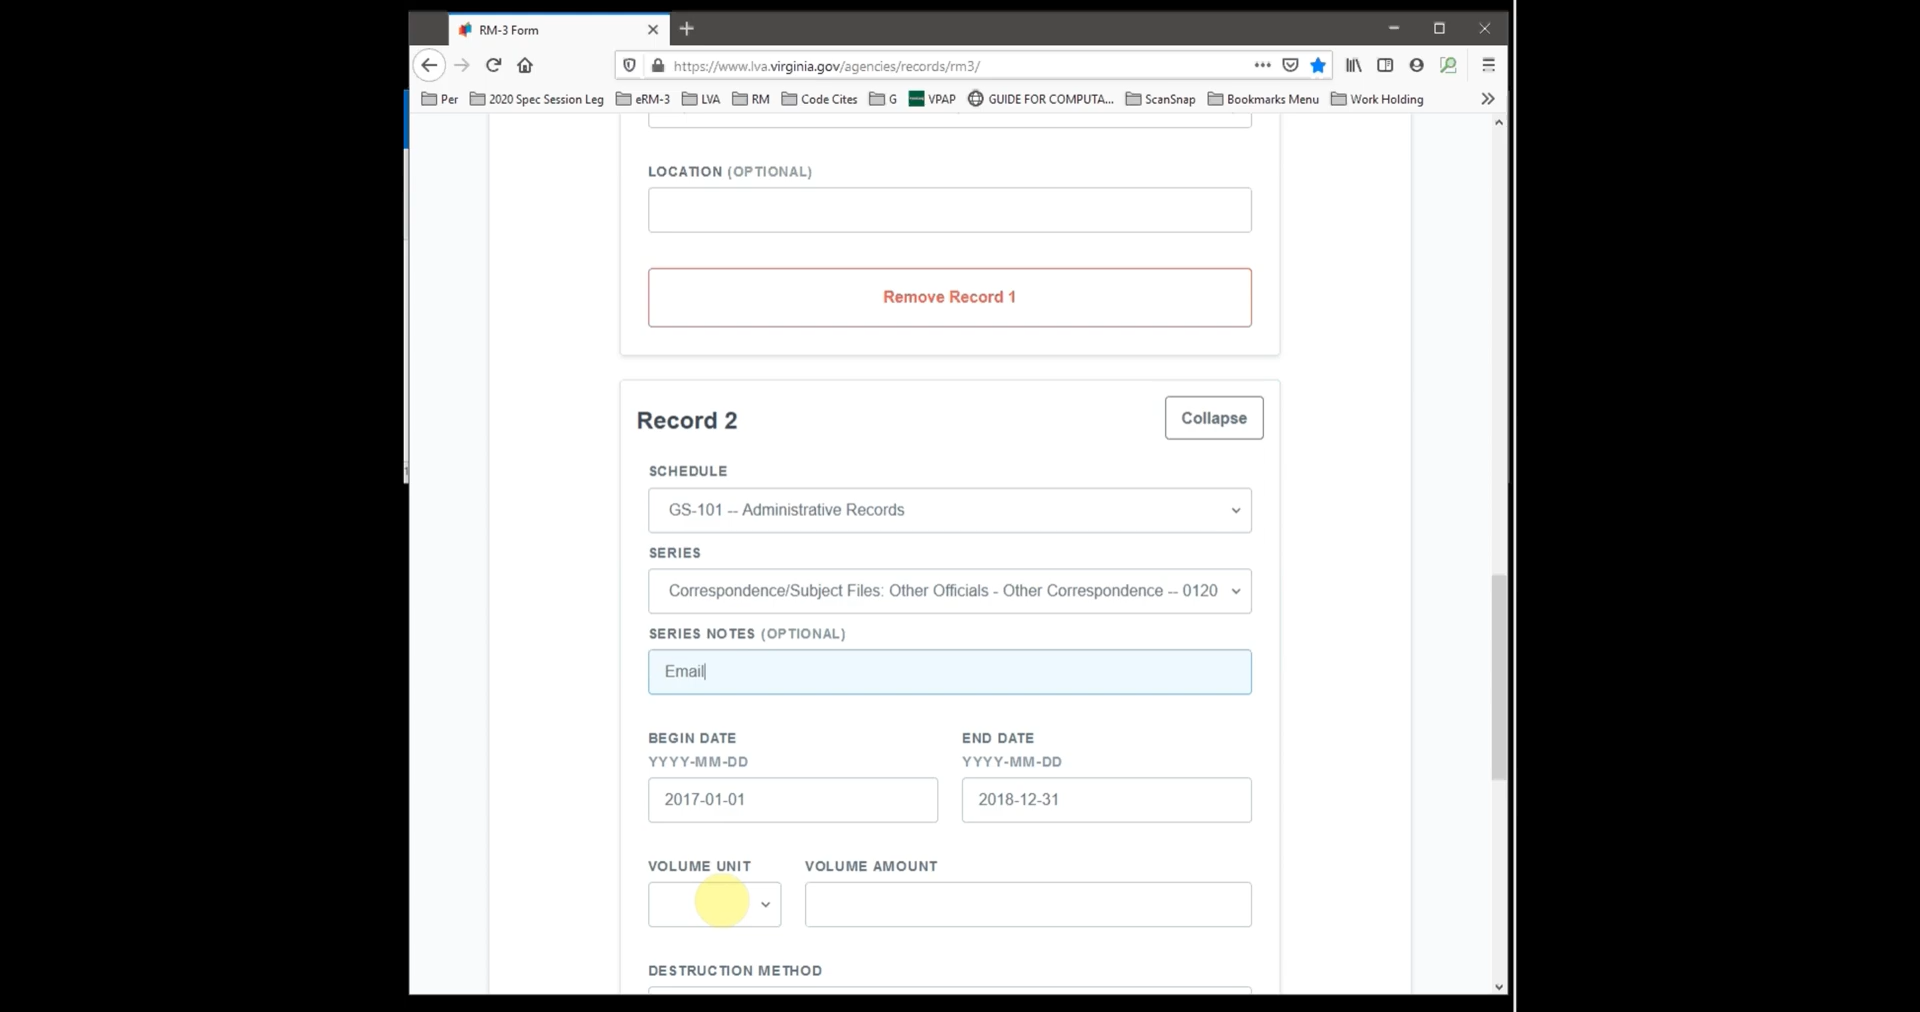 RM-3 Form
https://www.lva.virginia.gov/agencies/records/rm3/
Per 2020 Spec Session Leg eRM-3 LVA RM Code Cites G VPAP GUIDE FOR COMPUTA... ScanSnap Bookmarks Menu Work Holding
LOCATION (OPTIONAL)
Remove Record 1
Record 2
Collapse
SCHEDULE
GS-101 -- Administrative Records
SERIES
Correspondence/Subject Files: Other Officials - Other Correspondence -- 0120
SERIES NOTES (OPTIONAL)
Email
BEGIN DATE END DATE
YYYY-MM-DD YYYY-MM-DD
2017-01-01 2018-12-31
VOLUME UNIT VOLUME AMOUNT
DESTRUCTION METHOD